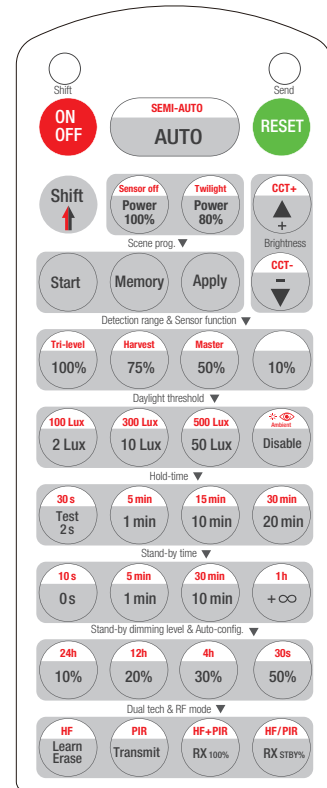 Shift Send
ON
OFF
SEMI-AUTO
AUTO
RESET
Shift
Sensor off
Power
100%
Twilight
Power
80%
CCT+
+
Scene prog. ▼
Brightness
Start Memory Apply
CCT-
-
Detection range & Sensor function ▼
Tri-level Harvest Master
100% 75% 50% 10%
Daylight threshold ▼
100 Lux 300 Lux 500 Lux Ambient
2 Lux 10 Lux 50 Lux Disable
Hold-time ▼
30 s 5 min 15 min 30 min
Test
2 s
1 min 10 min 20 min
Stand-by time ▼
10 s 5 min 30 min 1h
0 s 1 min 10 min +∞
Stand-by dimming level & Auto-config. ▼
24h 12h 4h 30s
10% 20% 30% 50%
Dual tech & RF mode ▼
HF PIR HF+PIR HF/PIR
Learn
Erase
Transmit RX 100% RX STBY%